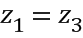 z₁ = z₃